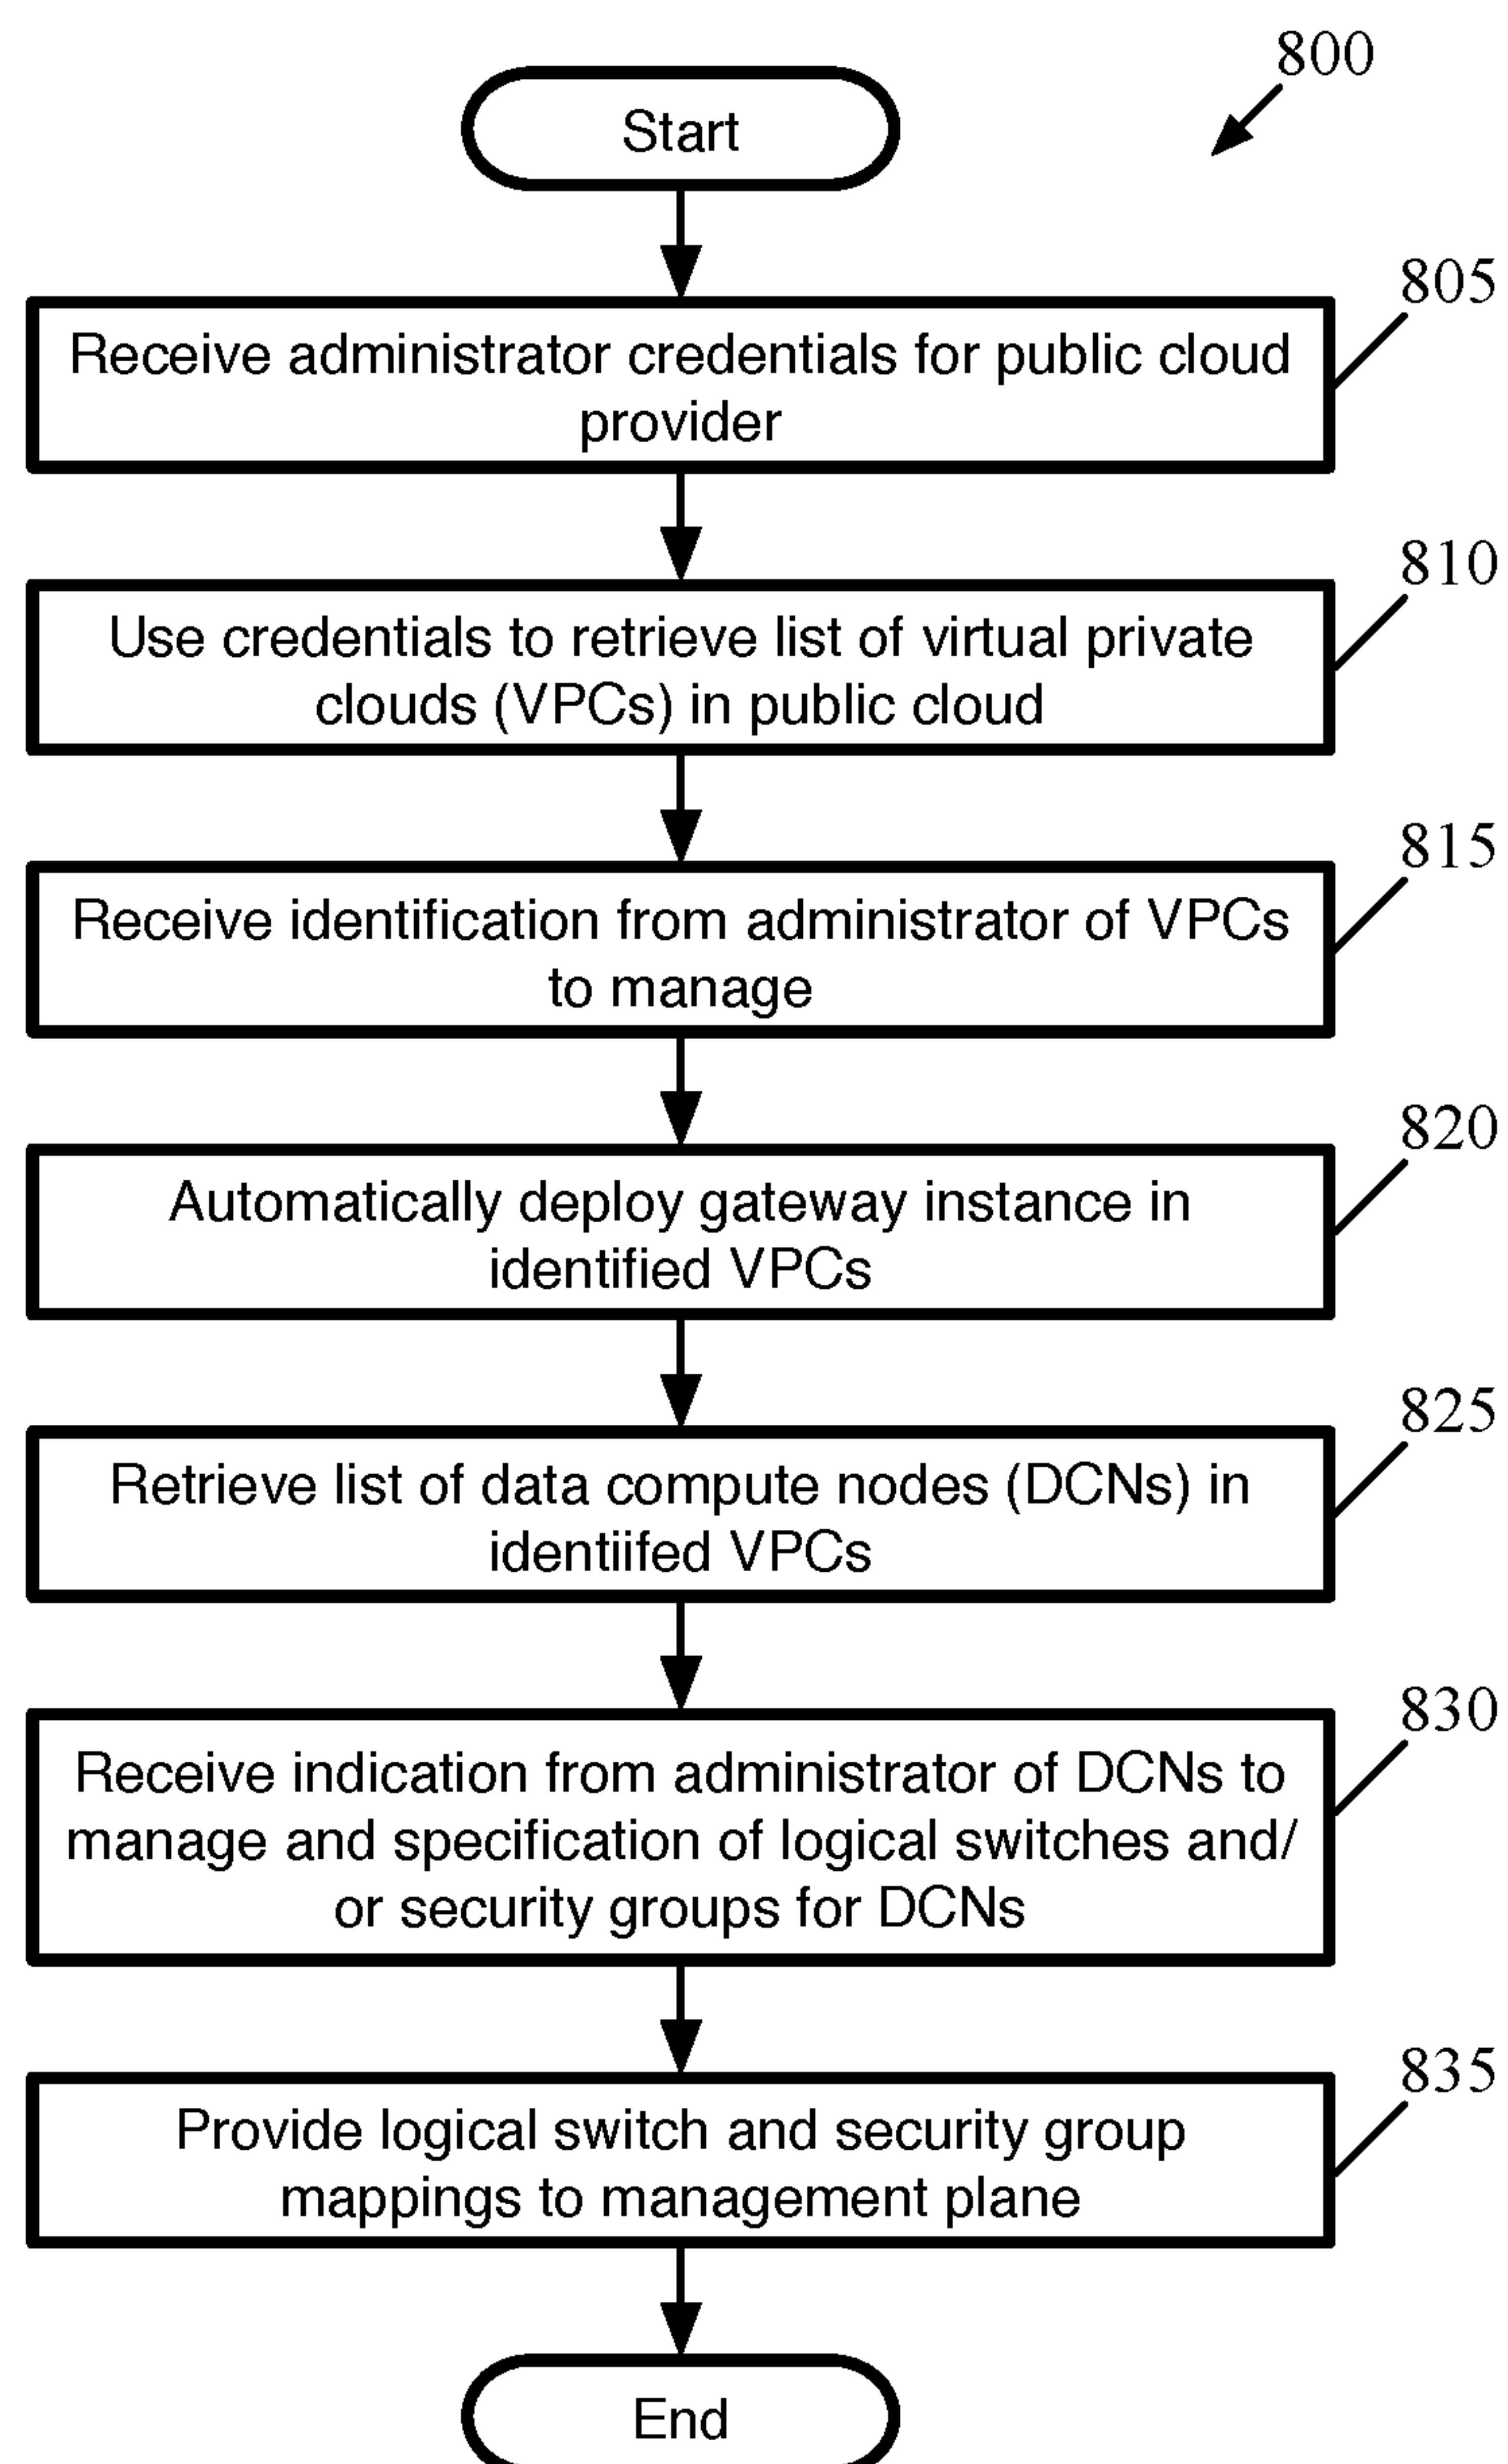 800
Start
805
Receive administrator credentials for public cloud
provider
810
Use credentials to retrieve list of virtual private
clouds (VPCs) in public cloud
815
Receive identification from administrator of VPCs
to manage
820
Automatically deploy gateway instance in
identified VPCs
825
Retrieve list of data compute nodes (DCNs) in
identiifed VPCs
830
Receive indication from administrator of DCNs to
manage and specification of logical switches and/
or security groups for DCNs
835
Provide logical switch and security group
mappings to management plane
End